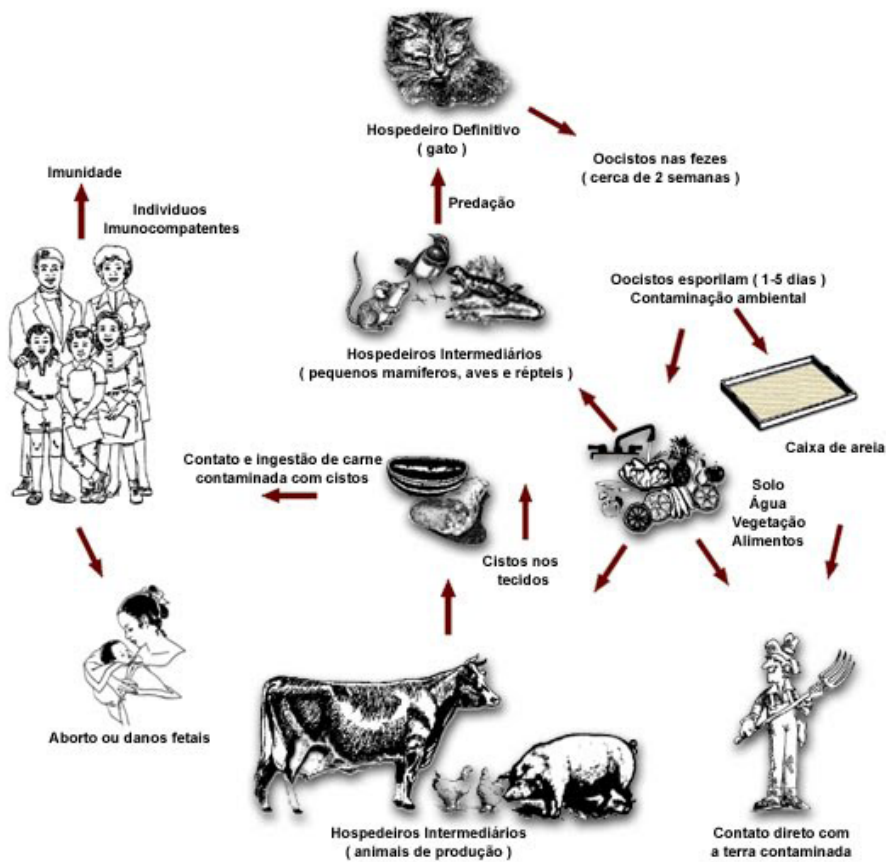 Hospedeiro Definitivo
( gato )
Oocistos nas fezes
( cerca de 2 semanas )
Imunidade
Individuos
Imunocompatentes
Predação
Oocistos esporilam ( 1-5 dias )
Contaminação ambiental
Hospedeiros Intermediários
( pequenos mamíferos, aves e répteis )
Caixa de areia
Contato e ingestão de carne
contaminada com cistos
Solo
Água
Vegetação
Alimentos
Cistos nos
tecidos
Aborto ou danos fetais
Hospedeiros Intermediários
( animais de produção )
Contato direto com
a terra contaminada